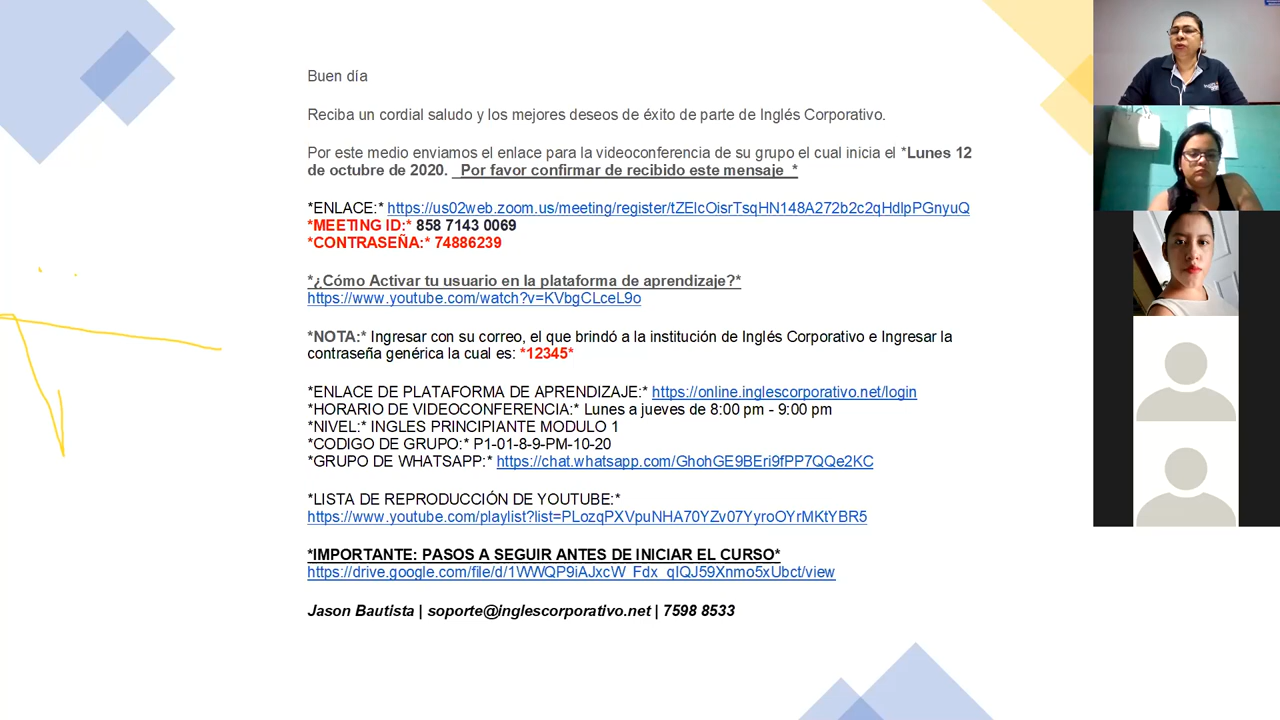 Buen día
Reciba un cordial saludo y los mejores deseos de éxito de parte de Inglés Corporativo.
Por este medio enviamos el enlace para la videoconferencia de su grupo el cual inicia el *Lunes 12
de octubre de 2020. _Por favor confirmar de recibido este mensaje_*
*ENLACE:* https://us02web.zoom.us/meeting/register/tZElcOisrTsqHN148A272b2c2qHdlpPGnyuQ
*MEETING ID:* 858 7143 0069
*CONTRASEÑA:* 74886239
*¿Cómo Activar tu usuario en la plataforma de aprendizaje?*
https://www.youtube.com/watch?v=KVbgCLceL9o
*NOTA:* Ingresar con su correo, el que brindó a la institución de Inglés Corporativo e Ingresar la
contraseña genérica la cual es: *12345*
*ENLACE DE PLATAFORMA DE APRENDIZAJE:* https://online.inglescorporativo.net/login
*HORARIO DE VIDEOCONFERENCIA:* Lunes a jueves de 8:00 pm - 9:00 pm
*NIVEL:* INGLES PRINCIPIANTE MODULO 1
*CODIGO DE GRUPO:* P1-01-8-9-PM-10-20
*GRUPO DE WHATSAPP:* https://chat.whatsapp.com/GhohGE9BEri9fPP7QQe2KC
*LISTA DE REPRODUCCIÓN DE YOUTUBE:*
https://www.youtube.com/playlist?list=PLozqPXVpuNHA70YZv07YyroOYrMKtYBR5
*IMPORTANTE: PASOS A SEGUIR ANTES DE INICIAR EL CURSO*
https://drive.google.com/file/d/1WWQP9iAJxcW_Fdx_qIQJ59Xnmo5xUbct/view
Jason Bautista | soporte@inglescorporativo.net | 7598 8533